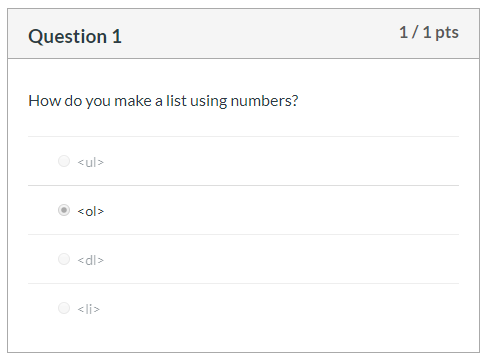 Question 1
1 / 1 pts
How do you make a list using numbers?
<ul>
<ol>
<dl>
<li>